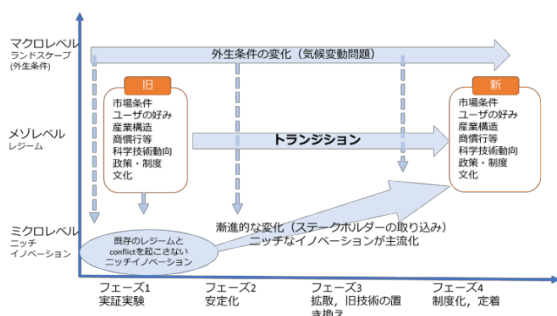 マクロレベル
ランドスケープ
(外生条件)
外生条件の変化（気候変動問題）
旧
市場条件
ユーザの好み
産業構造
商慣行等
科学技術動向
政策・制度
文化
新
市場条件
ユーザの好み
産業構造
商慣行等
科学技術動向
政策・制度
文化
メゾレベル
レジーム
トランジション
ミクロレベル
ニッチ
イノベーション
既存のレジームと
conflictを起こさない
ニッチイノベーション
漸進的な変化（ステークホルダーの取り込み）
ニッチなイノベーションが主流化
フェーズ1
実証実験
フェーズ2
安定化
フェーズ3
拡散，旧技術の置
き換え
フェーズ4
制度化，定着